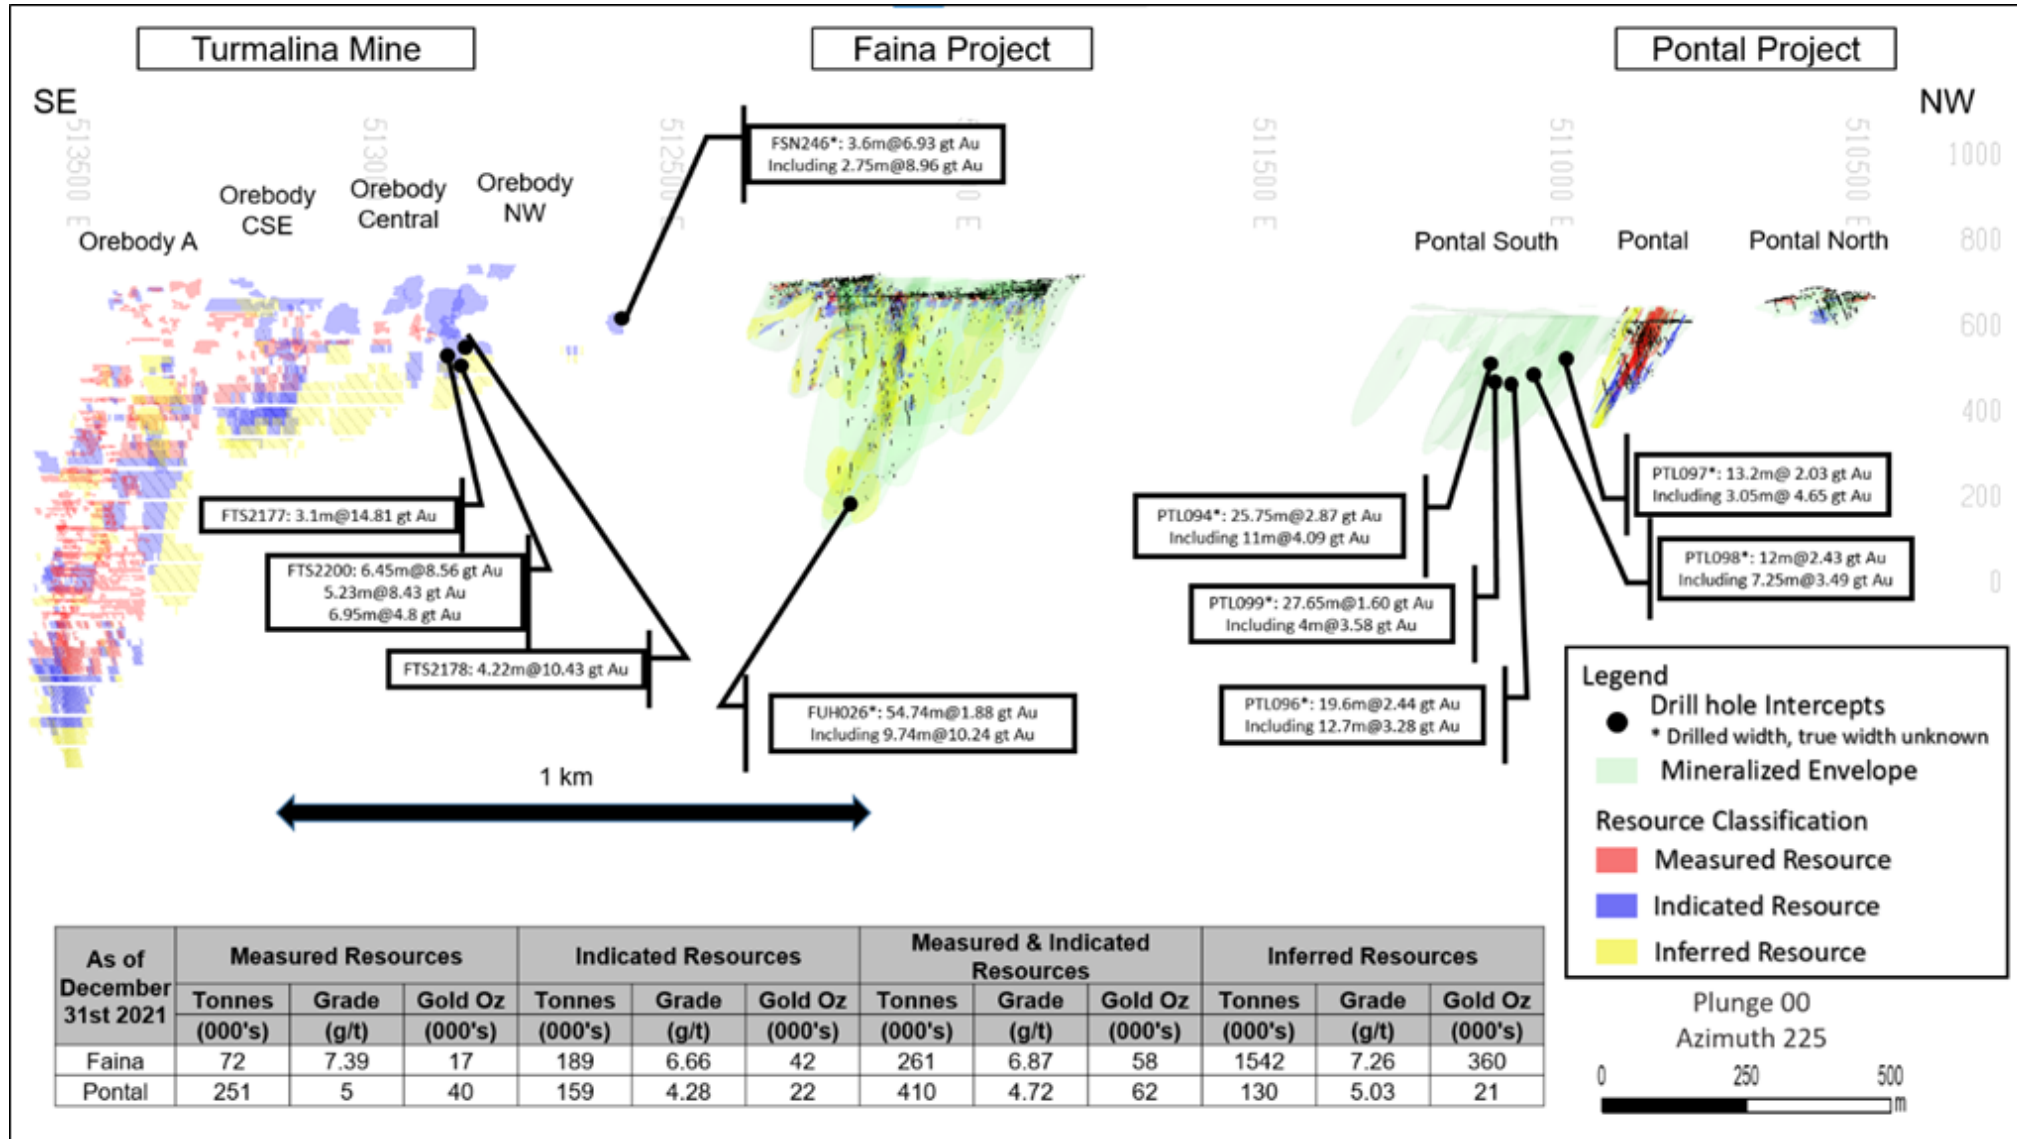 Turmalina Mine
Faina Project
Pontal Project
SE
NW
513500 E
512500 E
511500 E
511000 E
510500 E
1000
800
600
400
200
0
Orebody A
Orebody
CSE
Orebody
Central
Orebody
NW
Pontal South
Pontal
Pontal North
FSN246*: 3.6m@6.93 gt Au
Including 2.75m@8.96 gt Au
FTS2177: 3.1m@14.81 gt Au
FTS2200: 6.45m@8.56 gt Au
5.23m@8.43 gt Au
6.95m@4.8 gt Au
FTS2178: 4.22m@10.43 gt Au
FUH026*: 54.74m@1.88 gt Au
Including 9.74m@10.24 gt Au
PTL094*: 25.75m@2.87 gt Au
Including 11m@4.09 gt Au
PTL099*: 27.65m@1.60 gt Au
Including 4m@3.58 gt Au
PTL096*: 19.6m@2.44 gt Au
Including 12.7m@3.28 gt Au
PTL097*: 13.2m@ 2.03 gt Au
Including 3.05m@ 4.65 gt Au
PTL098*: 12m@2.43 gt Au
Including 7.25m@3.49 gt Au
1 km
Legend
Drill hole Intercepts
* Drilled width, true width unknown
Mineralized Envelope
Resource Classification
Measured Resource
Indicated Resource
Inferred Resource
Plunge 00
Azimuth 225
0 250 500
m
As of December 31st 2021 Measured Resources Indicated Resources Measured & Indicated Resources Inferred Resources
Tonnes Grade Gold Oz Tonnes Grade Gold Oz Tonnes Grade Gold Oz Tonnes Grade Gold Oz
(000's) (g/t) (000's) (000's) (g/t) (000's) (000's) (g/t) (000's) (000's) (g/t) (000's)
Faina 72 7.39 17 189 6.66 42 261 6.87 58 1542 7.26 360
Pontal 251 5 40 159 4.28 22 410 4.72 62 130 5.03 21